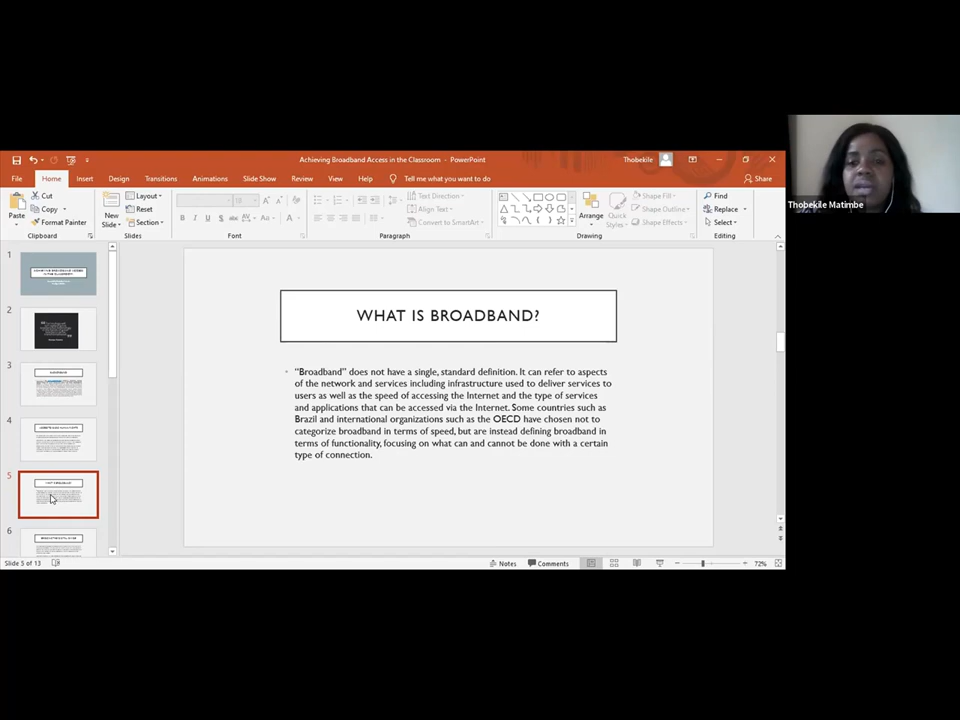 Achieving Broadband Access in the Classroom - PowerPoint
Thobekile
File Home Insert Design Transitions Animations Slide Show Review View Help Tell me what you want to do
Share
Paste
Cut
Copy
Format Painter
Clipboard
New
Slide
Layout
Reset
Section
Slides
B I U S
Aa
A
Font
Text Direction
Align Text
Convert to SmartArt
Paragraph
Arrange
Quick
Styles
Shape Fill
Shape Outline
Shape Effects
Drawing
Find
Replace
Select
Editing
Thobekile Matimbe
1
2
3
4
5
6
WHAT IS BROADBAND?
“Broadband” does not have a single, standard definition. It can refer to aspects
of the network and services including infrastructure used to deliver services to
users as well as the speed of accessing the Internet and the type of services
and applications that can be accessed via the Internet. Some countries such as
Brazil and international organizations such as the OECD have chosen not to
categorize broadband in terms of speed, but are instead defining broadband in
terms of functionality, focusing on what can and cannot be done with a certain
type of connection.
Slide 5 of 13
Notes
Comments
72%